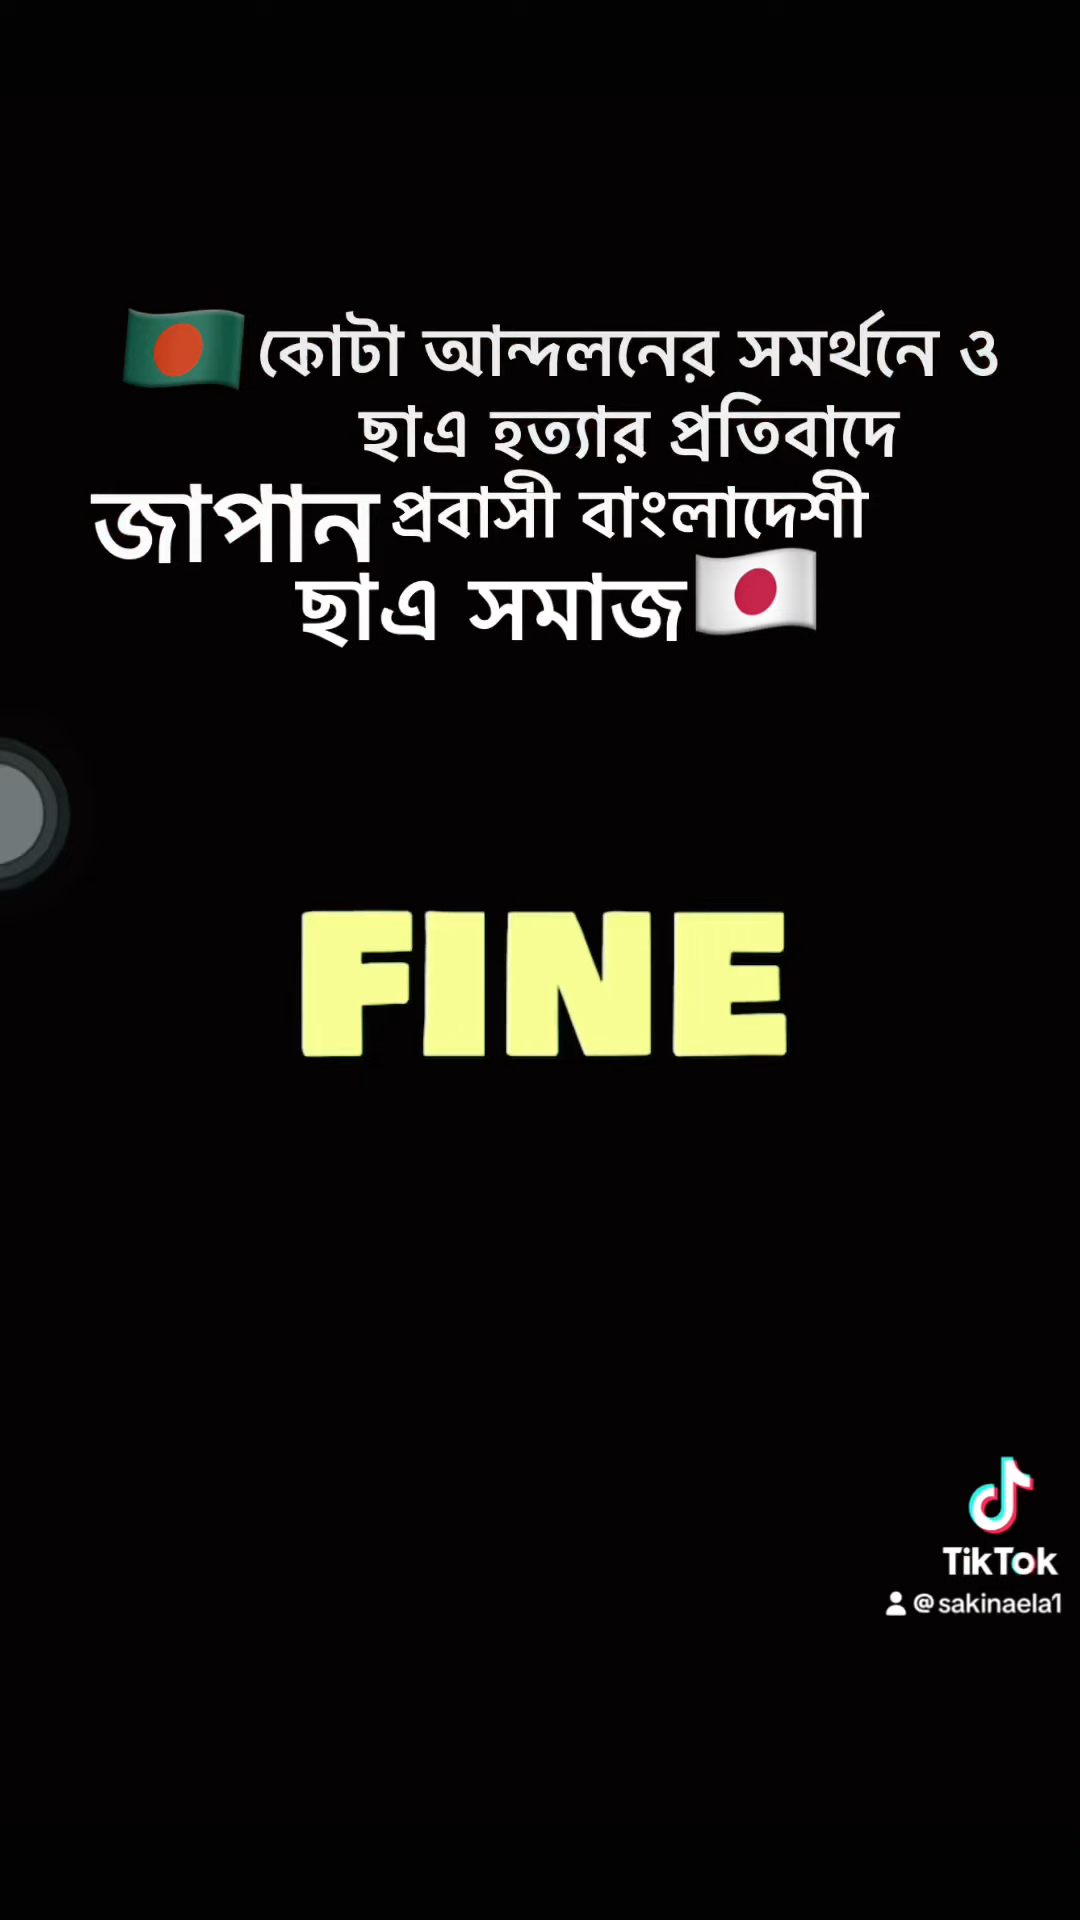 🇧🇩 কোটা আন্দলনের সমর্থনে ও
ছাএ হত্যার প্রতিবাদে
জাপান প্রবাসী বাংলাদেশী
ছাএ সমাজ🇯🇵
FINE
TikTok
@sakinaela1